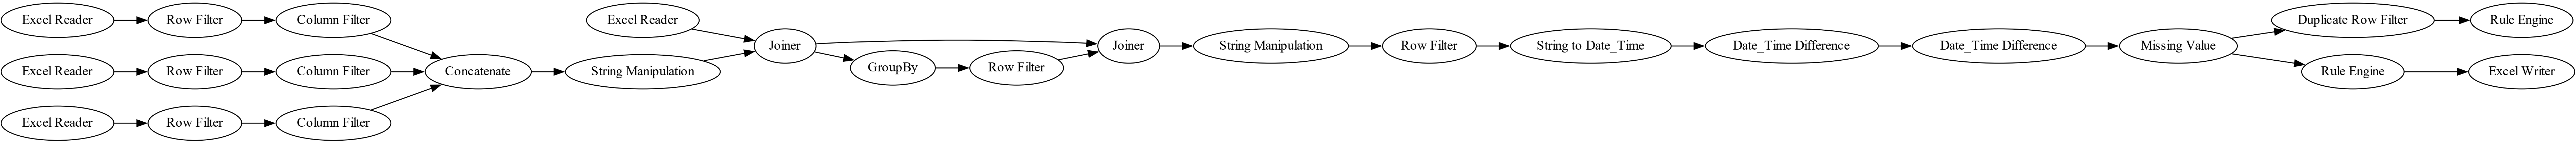 Excel Reader
Row Filter
Column Filter
Excel Reader
Row Filter
Column Filter
Excel Reader
Row Filter
Column Filter
Concatenate
Excel Reader
String Manipulation
Joiner
GroupBy
Row Filter
Joiner
String Manipulation
Row Filter
String to Date_Time
Date_Time Difference
Date_Time Difference
Missing Value
Duplicate Row Filter
Rule Engine
Rule Engine
Excel Writer